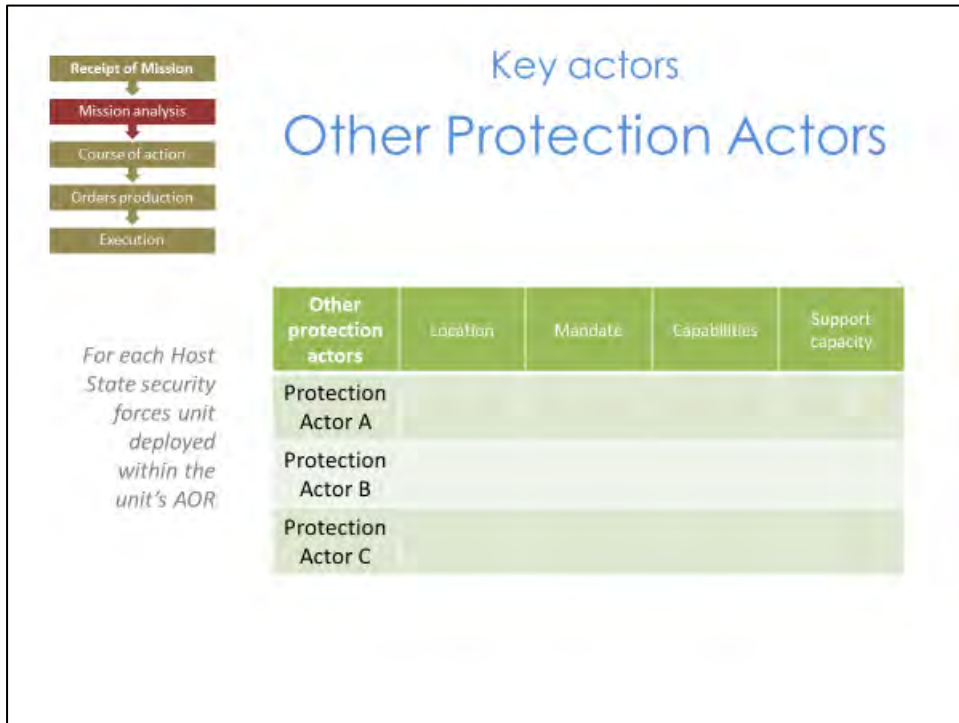 Receipt of Mission
Mission analysis
Course of action
Orders production
Execution
Key actors
Other Protection Actors
For each Host
State security
forces unit
deployed
within the
unit's AOR
Other
protection
actors
Location
Mandate
Capabilities
Support
capacity
Protection
Actor A
Protection
Actor B
Protection
Actor C